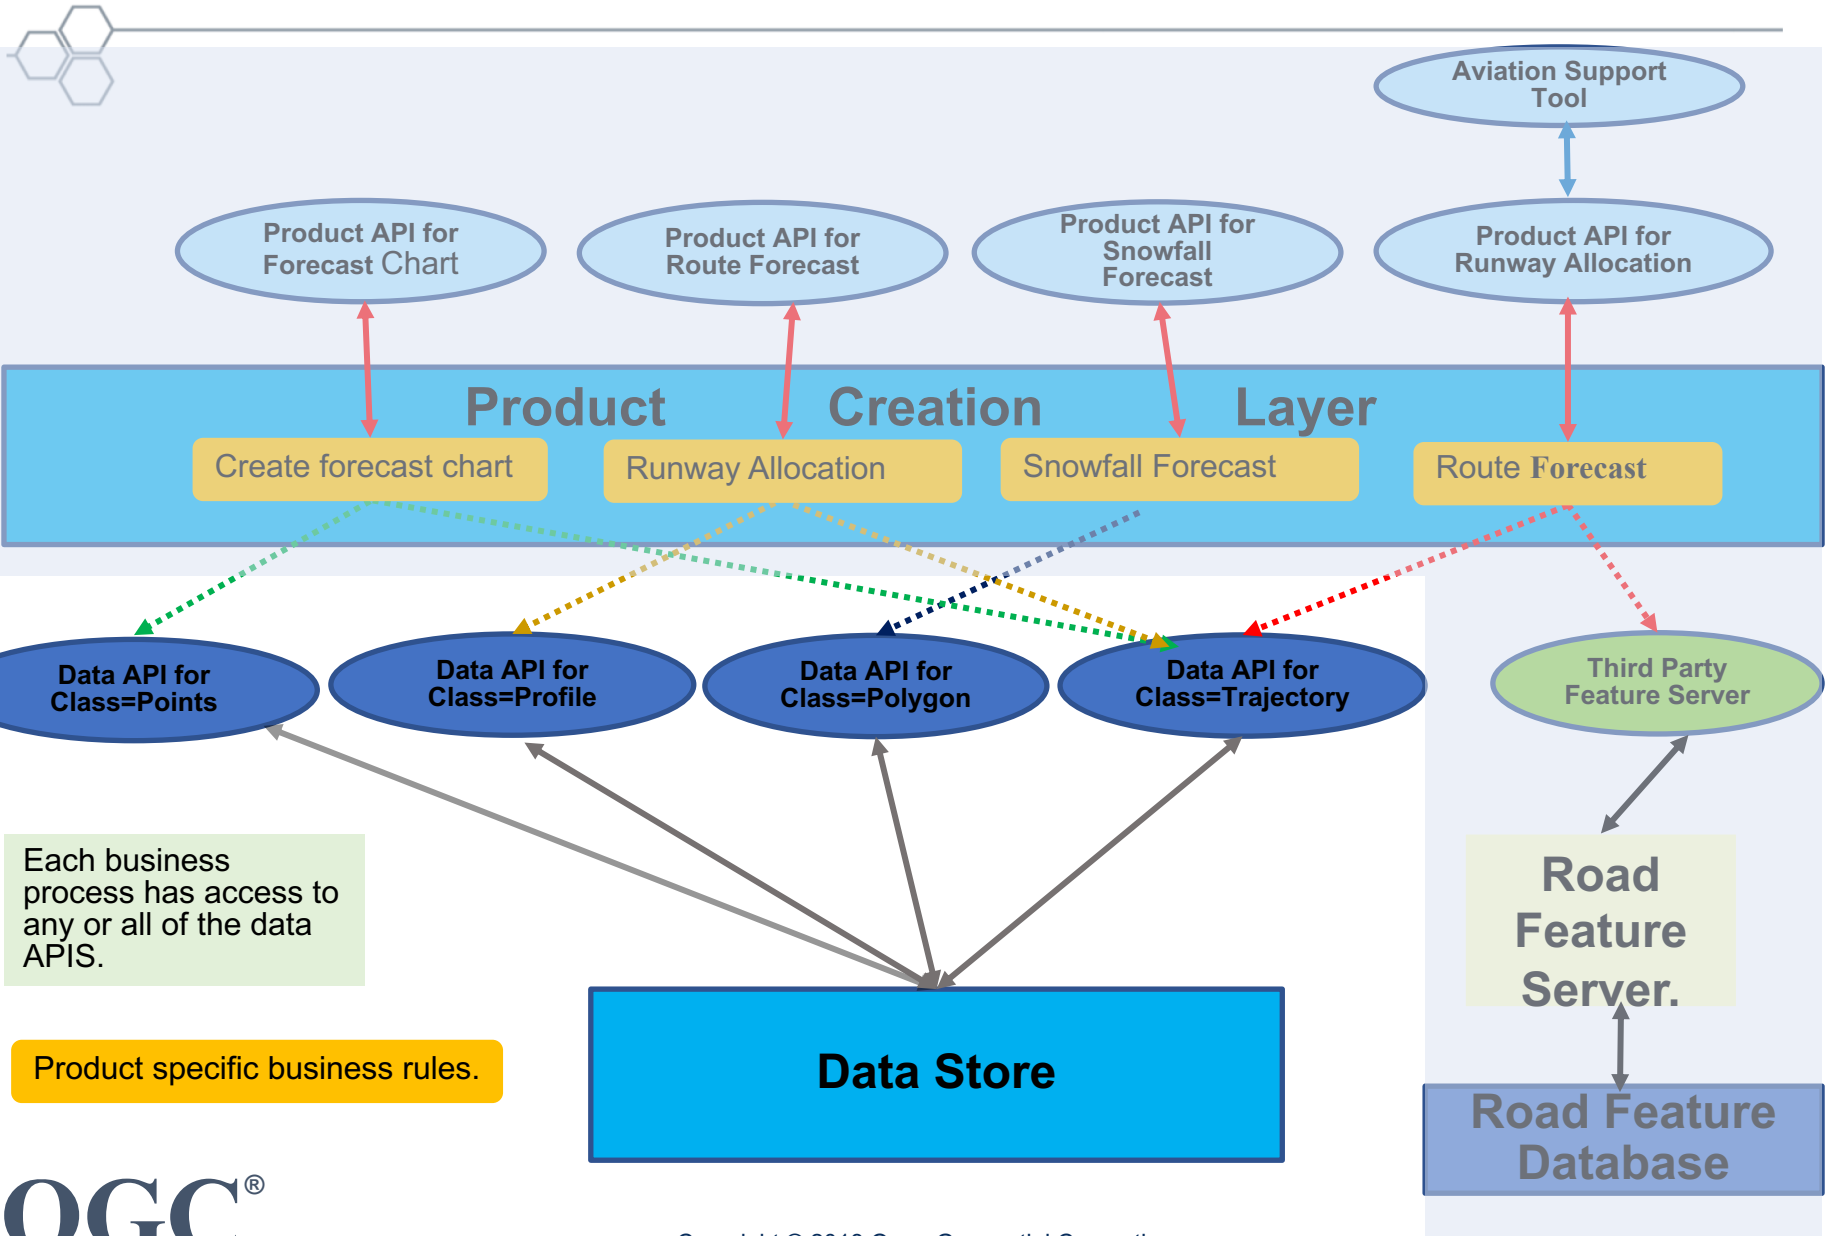 Aviation Support
Tool
Product API for
Forecast Chart
Product API for
Route Forecast
Product API for
Snowfall
Forecast
Product API for
Runway Allocation
Product Creation Layer
Create forecast chart
Runway Allocation
Snowfall Forecast
Route Forecast
Data API for
Class=Points
Data API for
Class=Profile
Data API for
Class=Polygon
Data API for
Class=Trajectory
Third Party
Feature Server
Each business
process has access to
any or all of the data
APIS.
Road
Feature
Server.
Product specific business rules.
Data Store
Road Feature
Database
OGC®